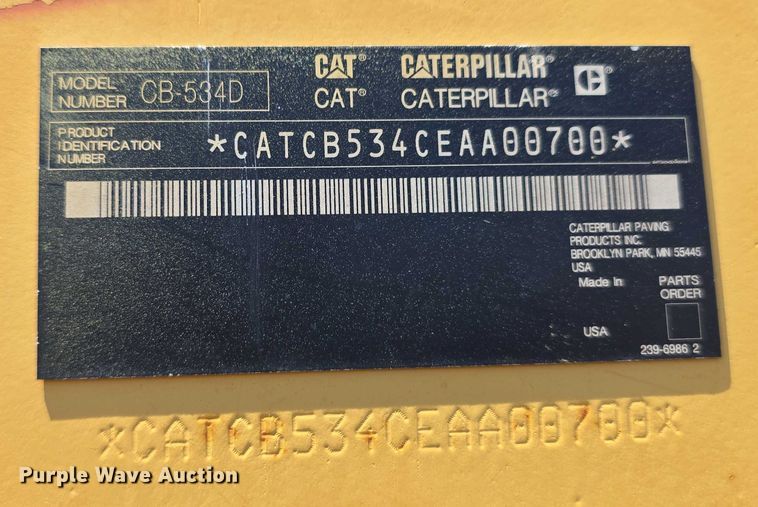 CAT® CATERPILLAR®
CAT® CATERPILLAR®
MODEL
NUMBER CB-534D
PRODUCT
IDENTIFICATION
NUMBER
*CATCB534CEAA00700*
CATERPILLAR PAVING
PRODUCTS INC.
BROOKLYN PARK, MN 55445
USA
Made In
USA
PARTS
ORDER
239-6986 2
*CATCB534CEAA00700*
Purple Wave Auction